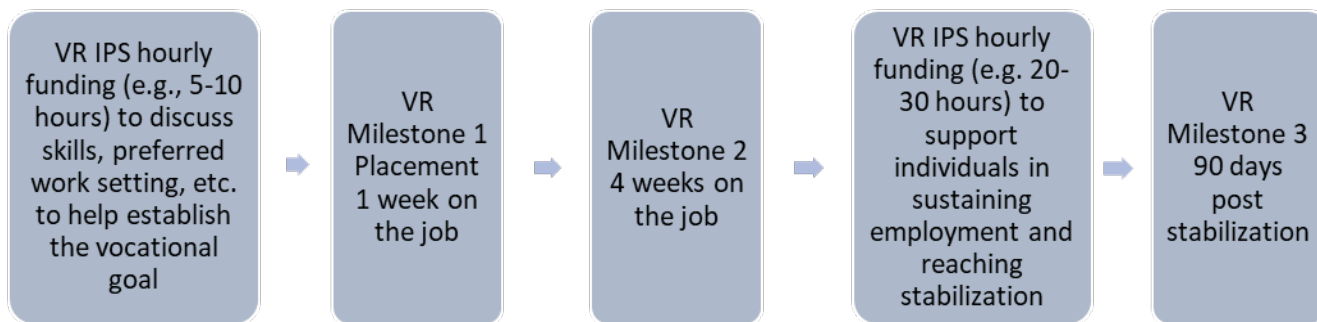 VR IPS hourly
funding (e.g., 5-10
hours) to discuss
skills, preferred
work setting, etc.
to help establish
the vocational
goal
VR
Milestone 1
Placement
1 week on
the job
VR
Milestone 2
4 weeks on
the job
VR IPS hourly
funding (e.g. 20-
30 hours) to
support
individuals in
sustaining
employment and
reaching
stabilization
VR
Milestone 3
90 days
post
stabilization